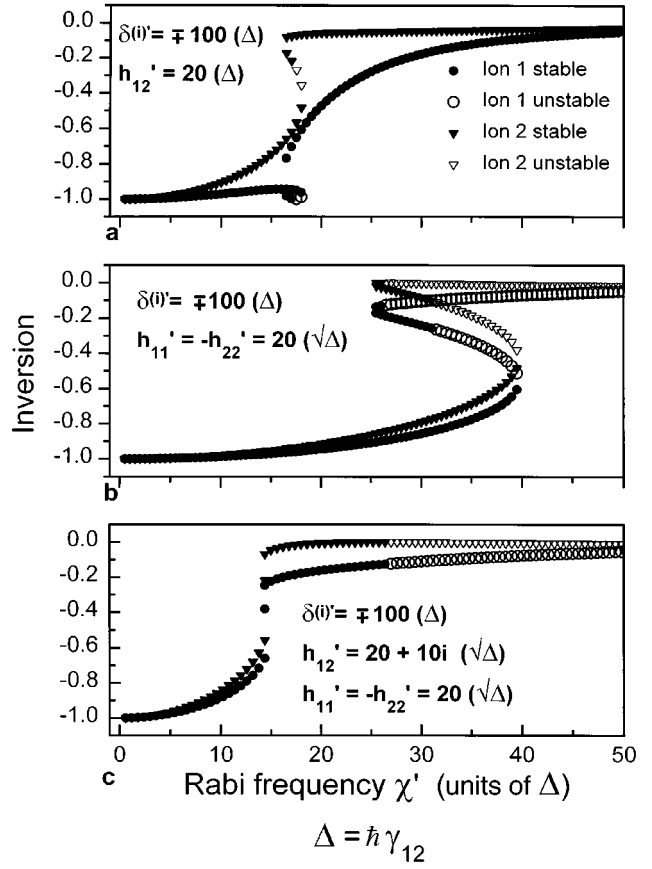 0.0
-0.2
-0.4
-0.6
-0.8
-1.0
δ(i)'= ∓ 100 (Δ)
h12' = 20 (Δ)
Ion 1 stable
Ion 1 unstable
Ion 2 stable
Ion 2 unstable
a
Inversion
0.0
-0.2
-0.4
-0.6
-0.8
-1.0
δ(i)'= ∓100 (Δ)
h11' = -h22' = 20 (√Δ)
b
0.0
-0.2
-0.4
-0.6
-0.8
-1.0
δ(i)'= ∓100 (Δ)
h12' = 20 + 10i (√Δ)
h11' = -h22' = 20 (√Δ)
0 10 20 30 40 50
c
Rabi frequency χ' (units of Δ)
Δ = ħ γ12